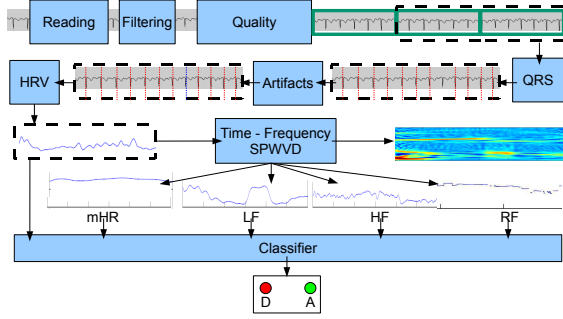 Reading
Filtering
Quality
HRV
Artifacts
QRS
Time - Frequency
SPWVD
mHR
LF
HF
RF
Classifier
D
A